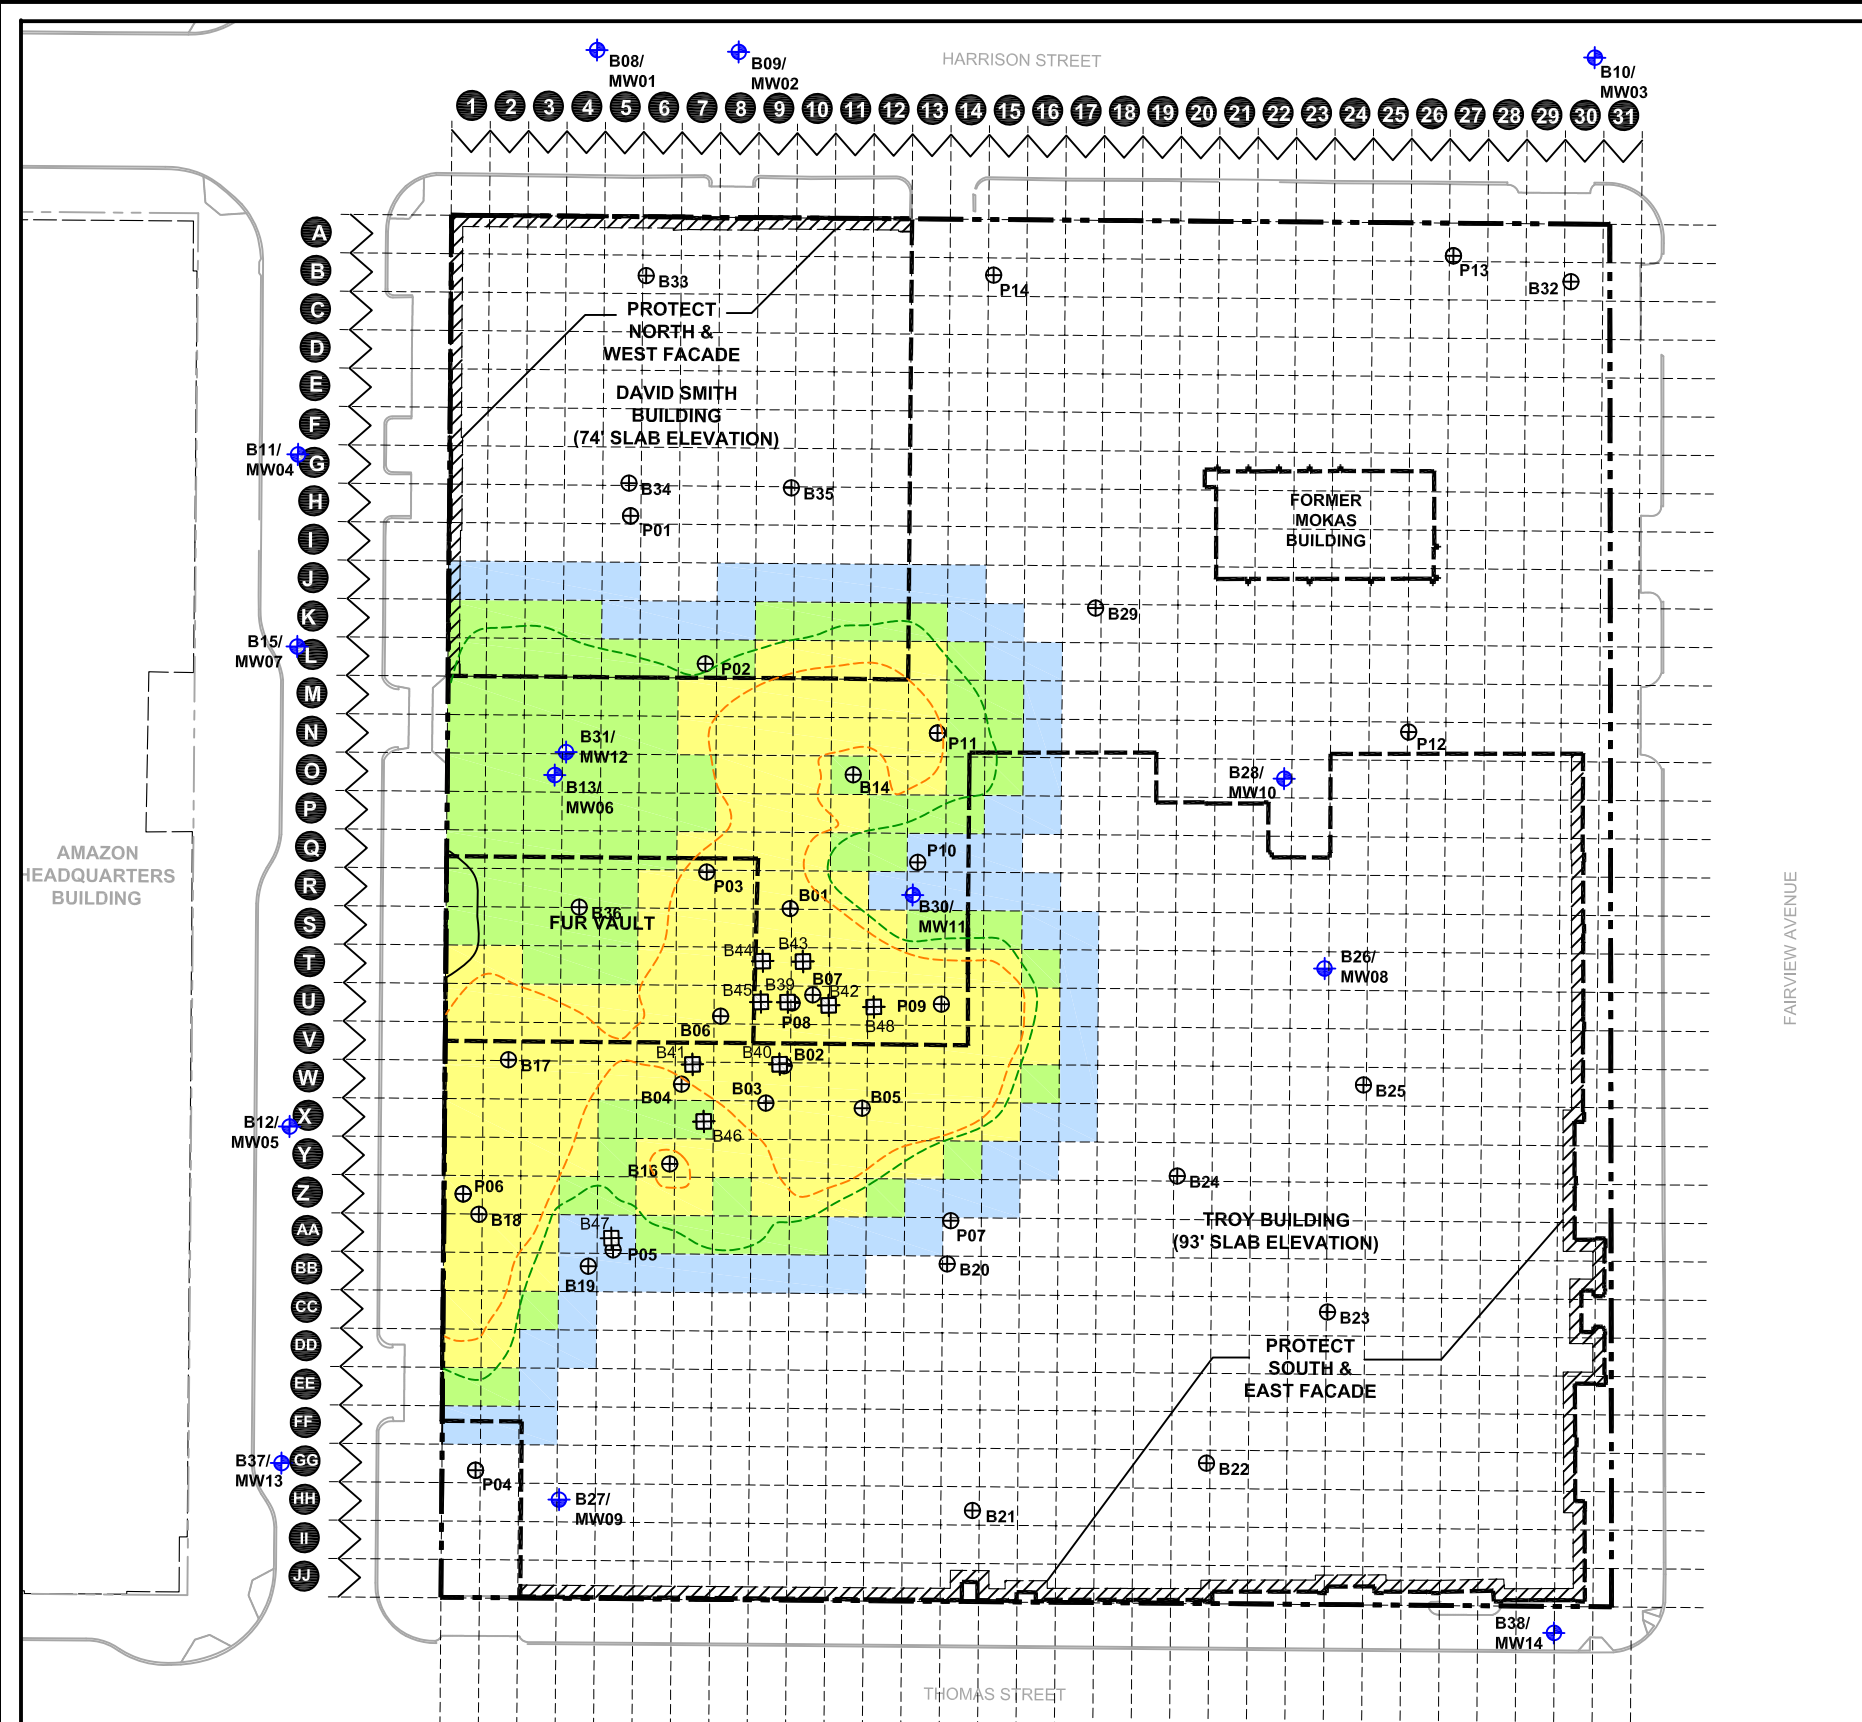 HARRISON STREET
B08/
MW01
B09/
MW02
B10/
MW03
1 2 3 4 5 6 7 8 9 10 11 12 13 14 15 16 17 18 19 20 21 22 23 24 25 26 27 28 29 30 31
A
B
C
D
E
F
G
H
I
J
K
L
M
N
O
P
Q
R
S
T
U
V
W
X
Y
Z
AA
BB
CC
DD
EE
FF
GG
HH
II
JJ
B33
P14
P13
B32
PROTECT
NORTH &
WEST FACADE
DAVID SMITH
BUILDING
(74' SLAB ELEVATION)
B11/
MW04
B34
B35
P01
FORMER
MOKAS
BUILDING
B29
B15/
MW07
P02
B31/
MW12
P11
P12
B13/
MW06
B14
B28/
MW10
AMAZON
HEADQUARTERS
BUILDING
P10
P03
B01
B36
FUR VAULT
B30/
MW11
FAIRVIEW AVENUE
B44
B43
B26/
MW08
B45
B39
B07
B42
P09
B06
P08
B48
B17
B41
B40
B02
B04
B03
B05
B25
B12/
MW05
B46
B16
B24
P06
B18
B47
P05
P07
TROY BUILDING
(93' SLAB ELEVATION)
B19
B20
B23
PROTECT
SOUTH &
EAST FACADE
B37/
MW13
P04
B22
B27/
MW09
B21
B38/
MW14
THOMAS STREET